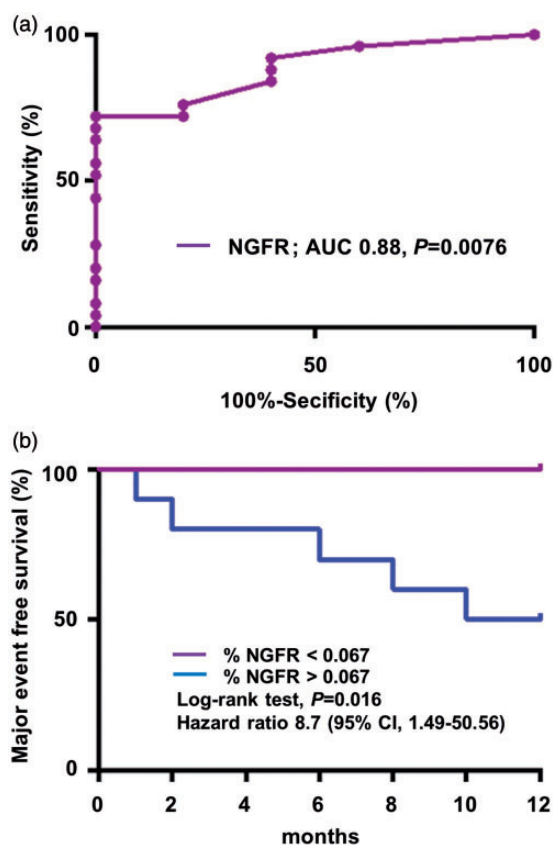 (a)
100
50
0
Sensitivity (%)
NGFR; AUC 0.88, P=0.0076
0 50 100
100%-Secificity (%)
(b)
100
50
0
Major event free survival (%)
% NGFR < 0.067
% NGFR > 0.067
Log-rank test, P=0.016
Hazard ratio 8.7 (95% CI, 1.49-50.56)
0 2 4 6 8 10 12
months